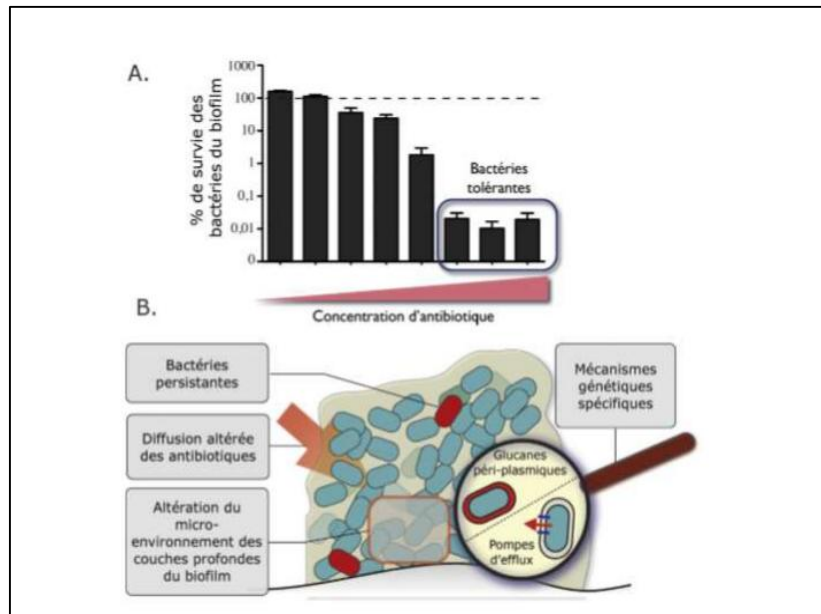 A.
% de survie des
bactéries du biofilm
1000
100
10
1
0,1
0,01
0
Bactéries
tolérantes
Concentration d'antibiotique
B.
Bactéries
persistantes
Diffusion altérée
des antibiotiques
Altération du
micro-
environnement des
couches profondes
du biofilm
Mécanismes
génétiques
spécifiques
Glucanes
péri-plasmiques
Pompes
d'efflux